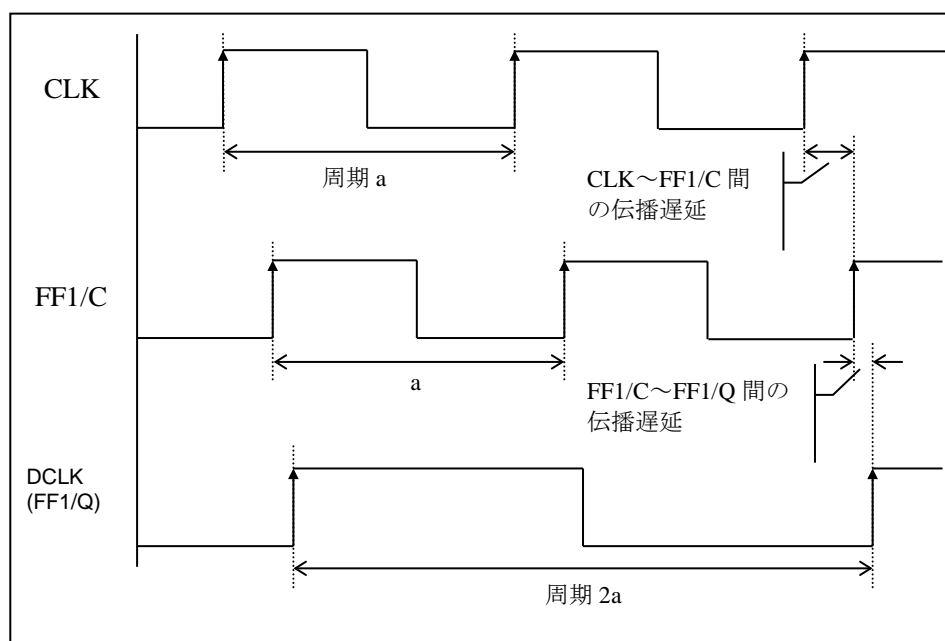 CLK
周期 a
CLK～FF1/C 間
の伝播遅延
FF1/C
a
FF1/C～FF1/Q 間の
伝播遅延
DCLK
(FF1/Q)
周期 2a